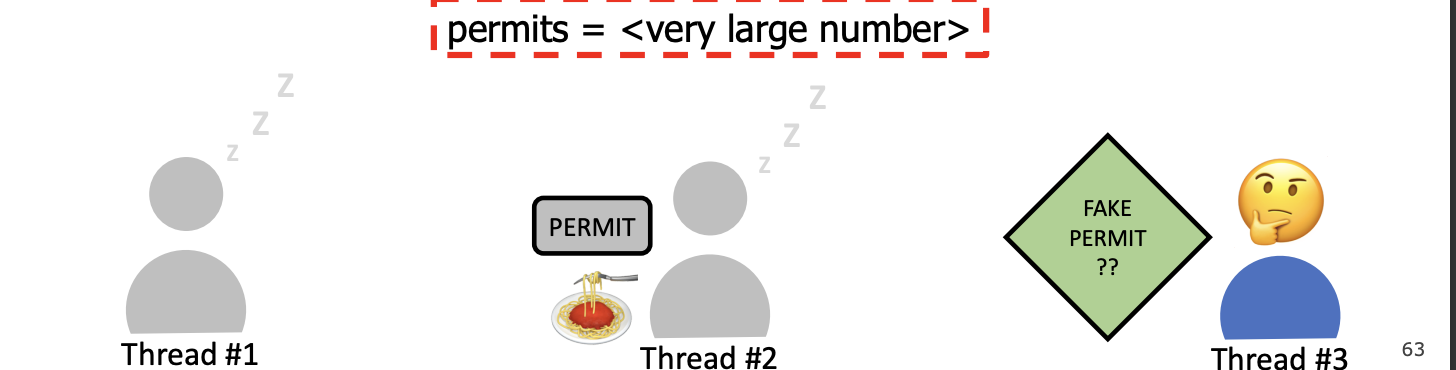 permits = <very large number>
z
z
z
z
z
z
PERMIT
FAKE
PERMIT
??
Thread #1
Thread #2
Thread #3
63